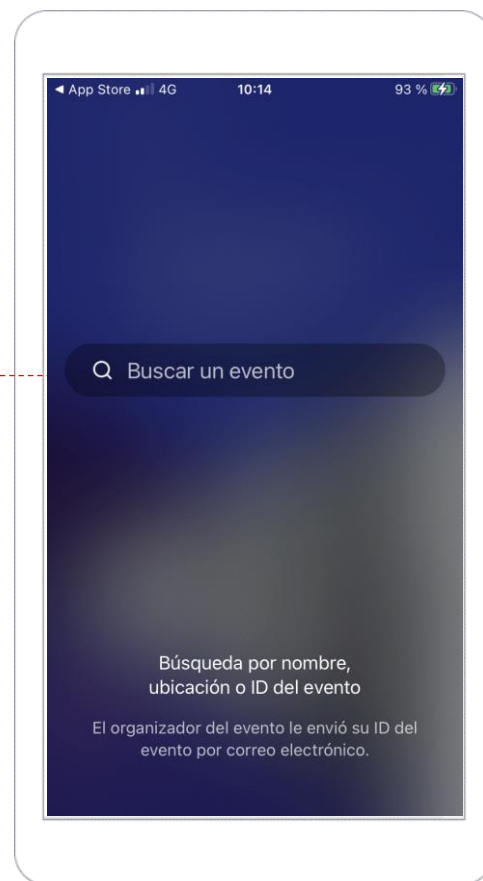 ◀ App Store 4G 10:14 93 %
Buscar un evento
Búsqueda por nombre,
ubicación o ID del evento
El organizador del evento le envió su ID del
evento por correo electrónico.